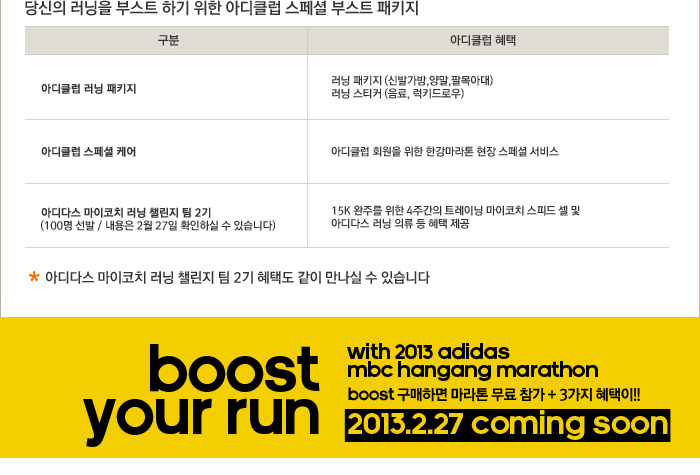 당신의 러닝을 부스트 하기 위한 아디클럽 스페셜 부스트 패키지
구분
아디클럽 혜택
아디클럽 러닝 패키지
러닝 패키지 (신발가방,양말,팔목아대)
러닝 스티커 (음료, 럭키드로우)
아디클럽 스페셜 케어
아디클럽 회원을 위한 한강마라톤 현장 스페셜 서비스
아디다스 마이코치 러닝 챌린지 팀 2기
(100명 선발 / 내용은 2월 27일 확인하실 수 있습니다)
15K 완주를 위한 4주간의 트레이닝 마이코치 스피드 셀 및
아디다스 러닝 의류 등 혜택 제공
* 아디다스 마이코치 러닝 챌린지 팀 2기 혜택도 같이 만나실 수 있습니다
boost
your run
with 2013 adidas
mbc hangang marathon
boost 구매하면 마라톤 무료 참가 + 3가지 혜택이!!
2013.2.27 coming soon